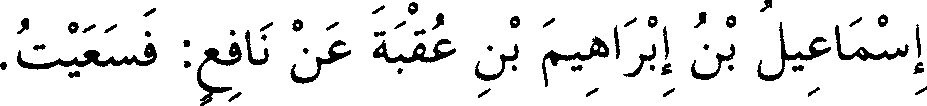 إِسْمَاعِيلُ بْنُ إِبْرَاهِيمَ بْنِ عُقْبَةَ عَنْ نَافِعٍ: فَسَعَيْتُ.